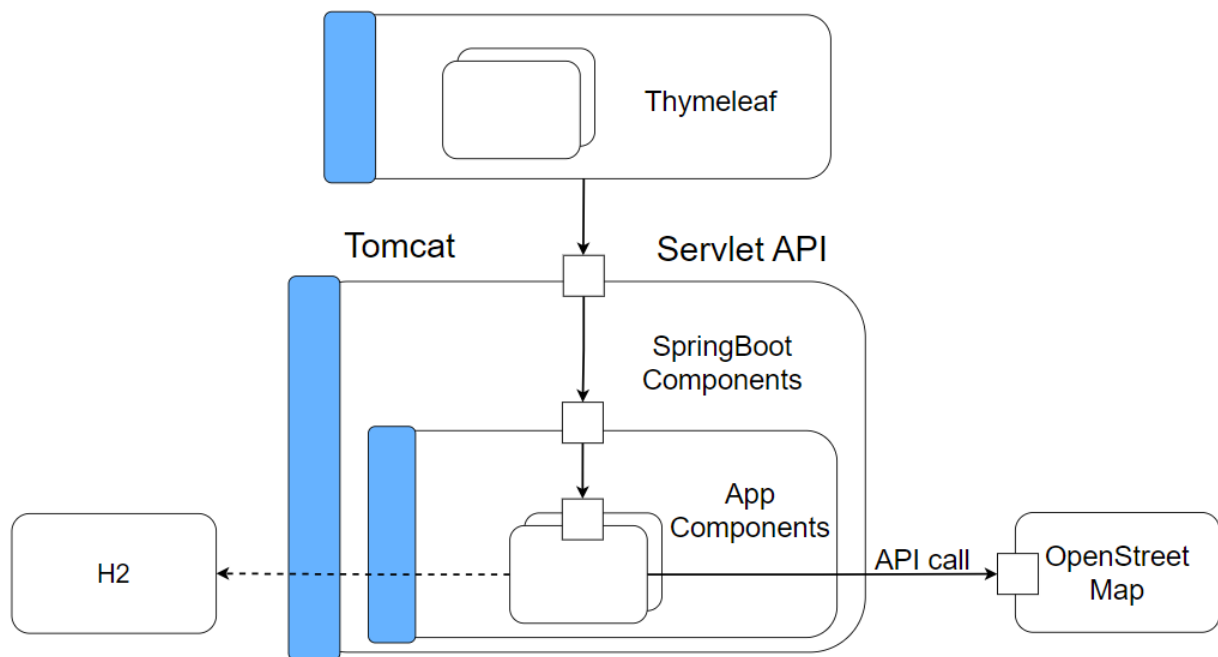 Thymeleaf
Tomcat
Servlet API
SpringBoot
Components
App
Components
H2
API call
OpenStreet
Map